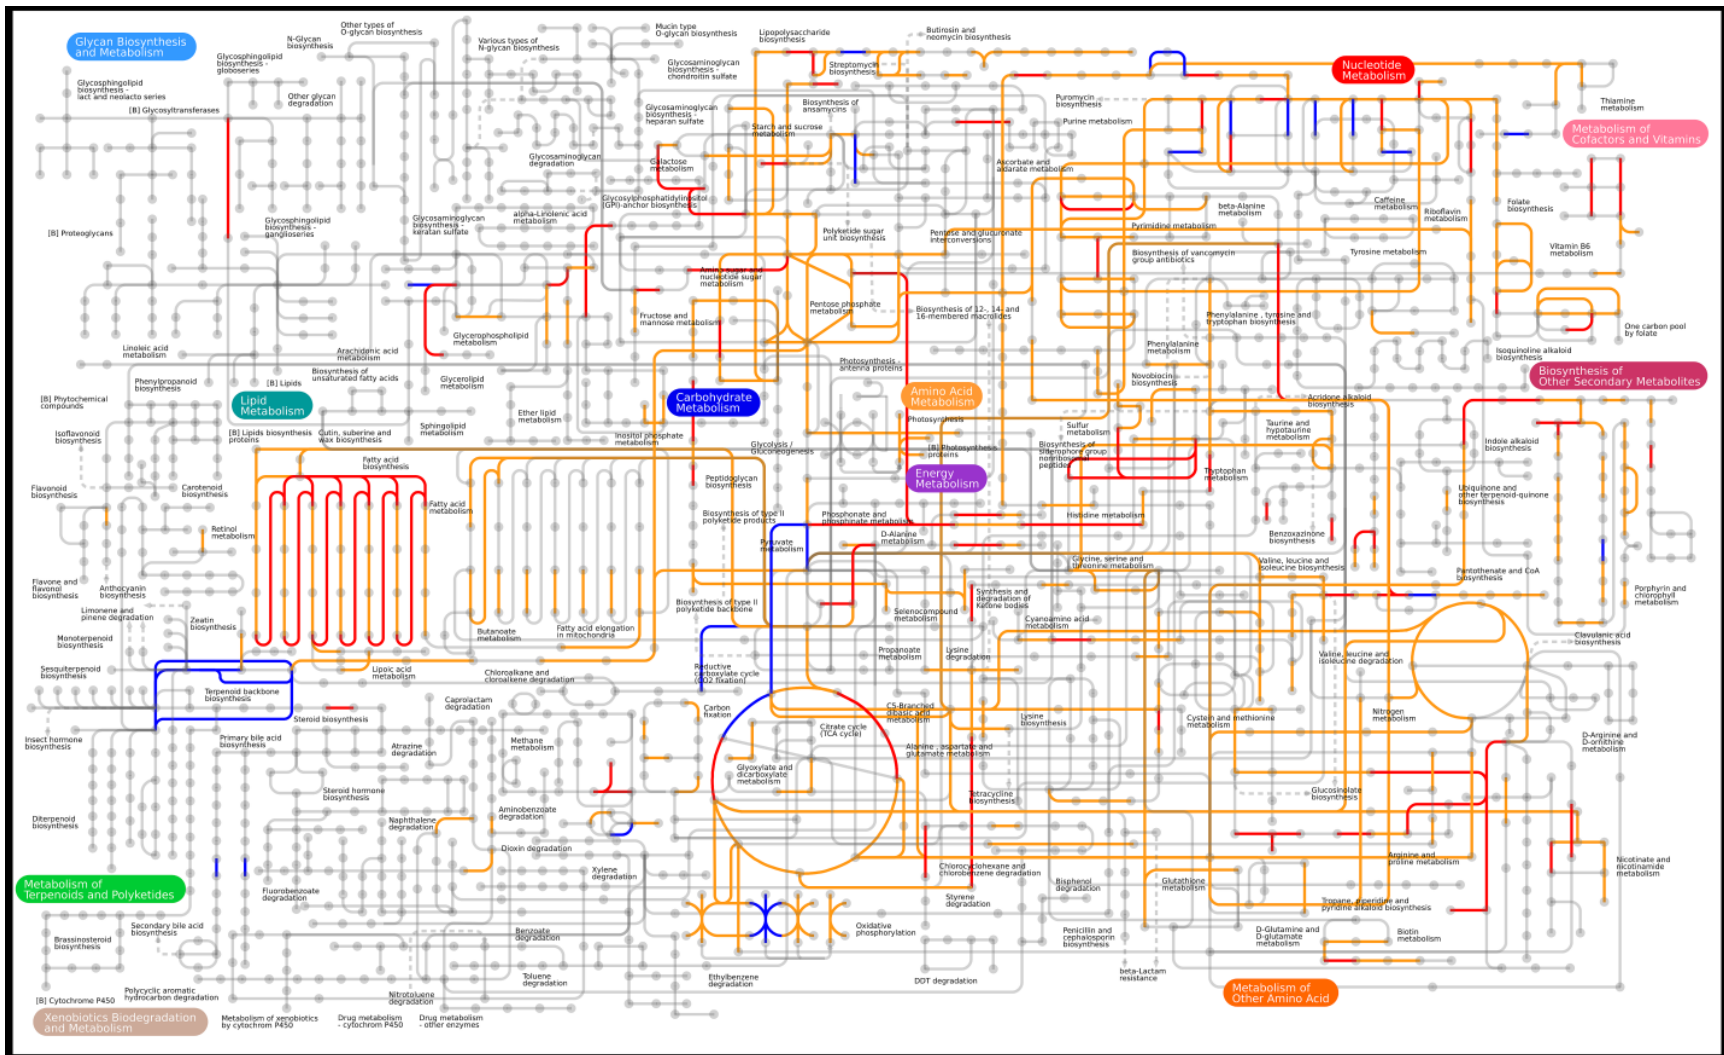 Glycan Biosynthesis
and Metabolism
Glycosphingolipid
biosynthesis -
lact and neolacto series
[B] Glycosyltransferases
Glycosphingolipid
biosynthesis -
globoseries
N-Glycan
biosynthesis
Other types of
O-glycan biosynthesis
Other glycan
degradation
Various types of
N-glycan biosynthesis
Mucin type
O-glycan biosynthesis
Glycosaminoglycan
biosynthesis -
chondroitin sulfate
Glycosaminoglycan
biosynthesis -
heparan sulfate
Lipopolysaccharide
biosynthesis
Streptomycin
biosynthesis
Butirosin and
neomycin biosynthesis
Biosynthesis of
ansamycins
Starch and sucrose
metabolism
Puromycin
biosynthesis
Purine metabolism
Nucleotide
Metabolism
Thiamine
metabolism
Metabolism of
Cofactors and Vitamins
Glycosaminoglycan
degradation
Galactose
metabolism
Ascorbate and
aldarate metabolism
[B] Proteoglycans
Glycosphingolipid
biosynthesis -
ganglioseries
Glycosaminoglycan
biosynthesis -
keratan sulfate
alpha-Linolenic acid
metabolism
Glycosylphosphatidylinositol
(GPI)-anchor biosynthesis
Polyketide sugar
unit biosynthesis
Pentose and glucuronate
interconversions
beta-Alanine
metabolism
Pyrimidine metabolism
Caffeine
metabolism
Riboflavin
metabolism
Folate
biosynthesis
Vitamin B6
metabolism
Tyrosine metabolism
Biosynthesis of vancomycin
group antibiotics
Amino sugar and
nucleotide sugar
metabolism
Pentose phosphate
metabolism
Biosynthesis of 12-, 14- and
16-membered macrolides
Phenylalanine , tyrosine and
tryptophan biosynthesis
One carbon pool
by folate
Fructose and
mannose metabolism
Glycerophospholipid
metabolism
Linoleic acid
metabolism
Arachidonic acid
metabolism
Phenylalanine
metabolism
Isoquinoline alkaloid
biosynthesis
Photosynthesis -
antenna proteins
Phenylpropanoid
biosynthesis
[B] Lipids
Biosynthesis of
unsaturated fatty acids
Glycerolipid
metabolism
Novobiocin
biosynthesis
Biosynthesis of
Other Secondary Metabolites
[B] Phytochemical
compounds
Lipid
Metabolism
Carbohydrate
Metabolism
Amino Acid
Metabolism
Acridone alkaloid
biosynthesis
Ether lipid
metabolism
Photosynthesis
Isoflavonoid
biosynthesis
[B] Lipids biosynthesis
proteins
Cutin, suberine and
wax biosynthesis
Sphingolipid
metabolism
Inositol phosphate
metabolism
Glycolysis /
Gluconeogenesis
[B] Photosynthesis
proteins
Sulfur
metabolism
Biosynthesis of
siderophore group
nonribosomal
peptides
Taurine and
hypotaurine
metabolism
Indole alkaloid
biosynthesis
Fatty acid
biosynthesis
Energy
Metabolism
Tryptophan
metabolism
Flavonoid
biosynthesis
Carotenoid
biosynthesis
Peptidoglycan
biosynthesis
Ubiquinone and
other terpenoid-quinone
biosynthesis
Fatty acid
metabolism
Biosynthesis of type II
polyketide products
Phosphonate and
phosphinate metabolism
Histidine metabolism
Retinol
metabolism
D-Alanine
metabolism
Benzoxazinone
biosynthesis
Pyruvate
metabolism
Glycine, serine and
threonine metabolism
Valine, leucine and
isoleucine biosynthesis
Pantothenate and CoA
biosynthesis
Flavone and
flavonol
biosynthesis
Anthocyanin
biosynthesis
Synthesis and
degradation of
Ketone bodies
Porphyrin and
chlorophyll
metabolism
Limonene and
pinene degradation
Zeatin
biosynthesis
Biosynthesis of type II
polyketide backbone
Selenocompound
metabolism
Cyanoamino acid
metabolism
Butanoate
metabolism
Fatty acid elongation
in mitochondria
Monoterpenoid
biosynthesis
Clavulanic acid
biosynthesis
Propanoate
metabolism
Lysine
degradation
Valine, leucine and
isoleucine degradation
Sesquiterpenoid
biosynthesis
Lipoic acid
metabolism
Chloroalkane and
chloroalkene degradation
Reductive
carboxylate cycle
(CO2 fixation)
Terpenoid backbone
biosynthesis
Caprolactam
degradation
Carbon
fixation
C5-Branched
dibasic acid
metabolism
Steroid biosynthesis
Lysine
biosynthesis
Cystein and methionine
metabolism
Nitrogen
metabolism
Citrate cycle
(TCA cycle)
Insect hormone
biosynthesis
Primary bile acid
biosynthesis
Atrazine
degradation
Methane
metabolism
Alanine , aspartate and
glutamate metabolism
D-Arginine and
D-ornithine
metabolism
Glyoxylate and
dicarboxylate
metabolism
Steroid hormone
biosynthesis
Tetracycline
biosynthesis
Glucosinolate
biosynthesis
Diterpenoid
biosynthesis
Naphthalene
degradation
Aminobenzoate
degradation
Dioxin degradation
Xylene
degradation
Chlorocyclohexane and
chlorobenzene degradation
Arginine and
proline metabolism
Nicotinate and
nicotinamide
metabolism
Metabolism of
Terpenoids and Polyketides
Fluorobenzoate
degradation
Bisphenol
degradation
Glutathione
metabolism
Styrene
degradation
Tropane, piperidine and
pyridine alkaloid biosynthesis
Secondary bile acid
biosynthesis
Brassinosteroid
biosynthesis
Benzoate
degradation
Oxidative
phosphorylation
Penicillin and
cephalosporin
biosynthesis
D-Glutamine and
D-glutamate
metabolism
Biotin
metabolism
Toluene
degradation
Ethylbenzene
degradation
DDT degradation
beta-Lactam
resistance
Metabolism of
Other Amino Acid
[B] Cytochrome P450
Polycyclic aromatic
hydrocarbon degradation
Nitrotoluene
degradation
Xenobiotics Biodegradation
and Metabolism
Metabolism of xenobiotics
by cytochrom P450
Drug metabolism
- cytochrom P450
Drug metabolism
- other enzymes